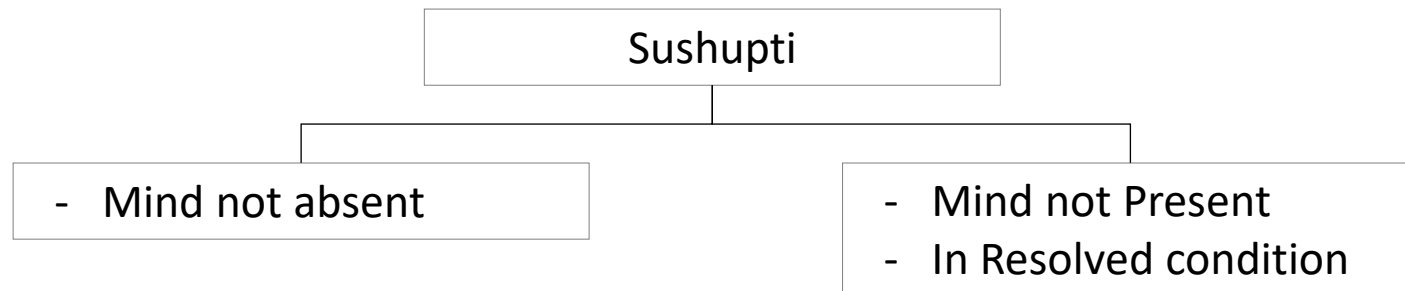 Sushupti
- Mind not absent
- Mind not Present
- In Resolved condition